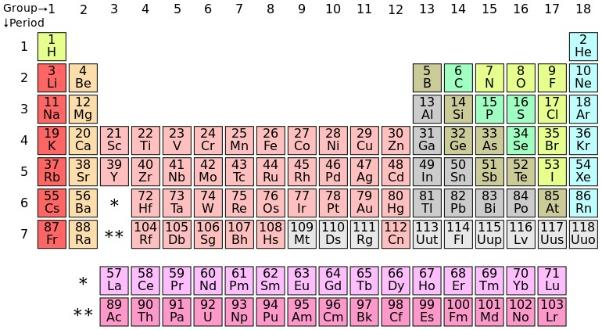 Group→1 2 3 4 5 6 7 8 9 10 11 12 13 14 15 16 17 18
↓Period
1 2
1 H He
3 4 5 6 7 8 9 10
2 Li Be B C N O F Ne
11 12 13 14 15 16 17 18
3 Na Mg Al Si P S Cl Ar
19 20 21 22 23 24 25 26 27 28 29 30 31 32 33 34 35 36
4 K Ca Sc Ti V Cr Mn Fe Co Ni Cu Zn Ga Ge As Se Br Kr
37 38 39 40 41 42 43 44 45 46 47 48 49 50 51 52 53 54
5 Rb Sr Y Zr Nb Mo Tc Ru Rh Pd Ag Cd In Sn Sb Te I Xe
55 56 72 73 74 75 76 77 78 79 80 81 82 83 84 85 86
6 Cs Ba * Hf Ta W Re Os Ir Pt Au Hg Tl Pb Bi Po At Rn
87 88 104 105 106 107 108 109 110 111 112 113 114 115 116 117 118
7 Fr Ra ** Rf Db Sg Bh Hs Mt Ds Rg Cn Uut Fl Uup Lv Uus Uuo
57 58 59 60 61 62 63 64 65 66 67 68 69 70 71
* La Ce Pr Nd Pm Sm Eu Gd Tb Dy Ho Er Tm Yb Lu
89 90 91 92 93 94 95 96 97 98 99 100 101 102 103
** Ac Th Pa U Np Pu Am Cm Bk Cf Es Fm Md No Lr